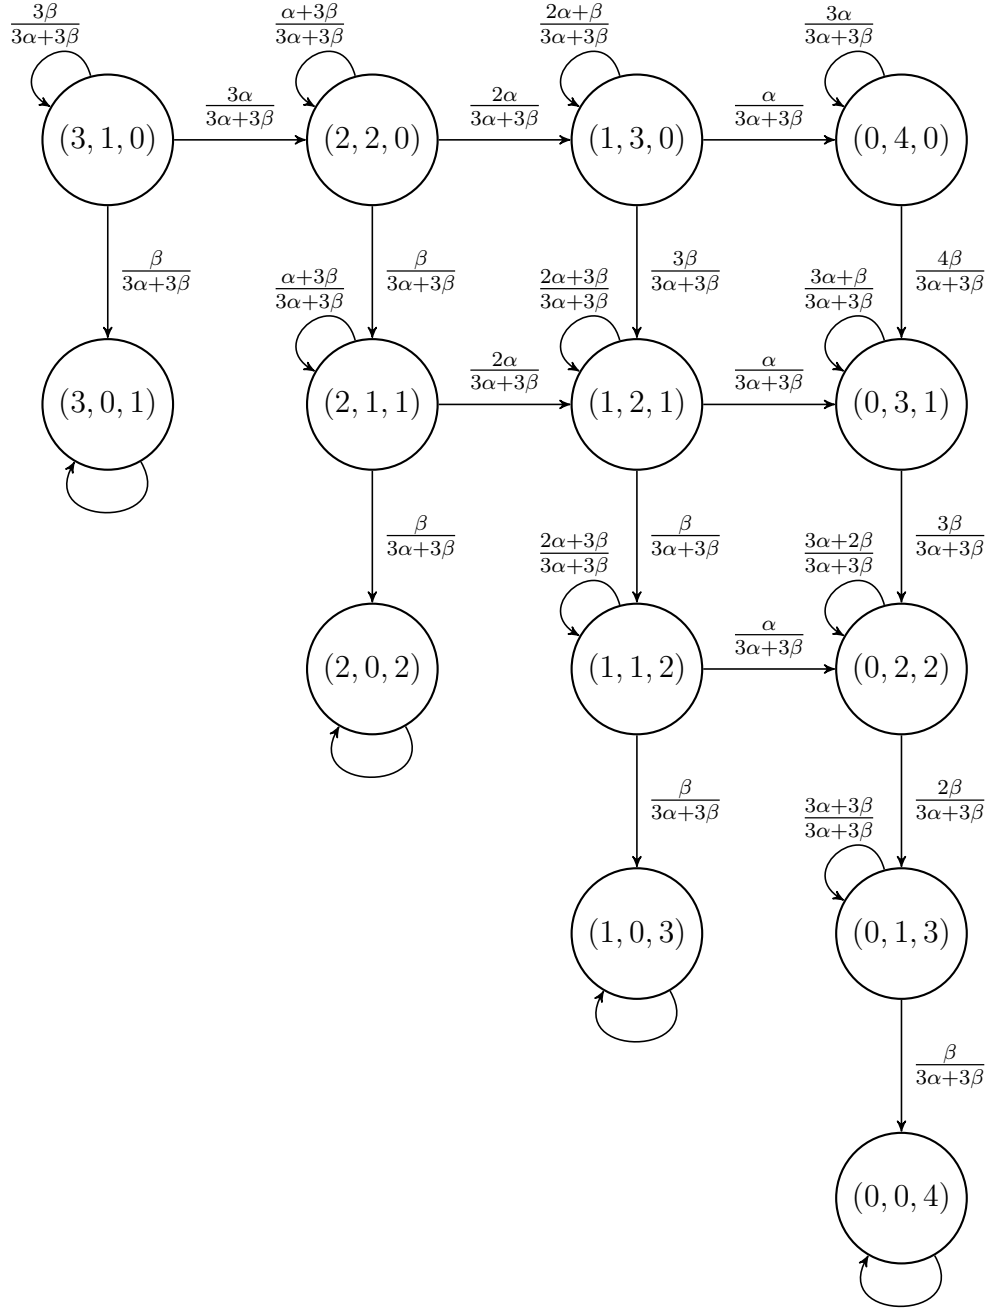 3β/3α+3β α+3β/3α+3β 2α+β/3α+3β 3α/3α+3β
(3, 1, 0) 3α/3α+3β (2, 2, 0) 2α/3α+3β (1, 3, 0) α/3α+3β (0, 4, 0)
β/3α+3β β/3α+3β 3β/3α+3β 4β/3α+3β
α+3β/3α+3β 2α+3β/3α+3β 3α+β/3α+3β
(3, 0, 1) (2, 1, 1) 2α/3α+3β (1, 2, 1) α/3α+3β (0, 3, 1)
β/3α+3β β/3α+3β 3β/3α+3β
2α+3β/3α+3β 3α+2β/3α+3β
(2, 0, 2) (1, 1, 2) α/3α+3β (0, 2, 2)
β/3α+3β 2β/3α+3β
3α+3β/3α+3β
(1, 0, 3) (0, 1, 3)
β/3α+3β
(0, 0, 4)